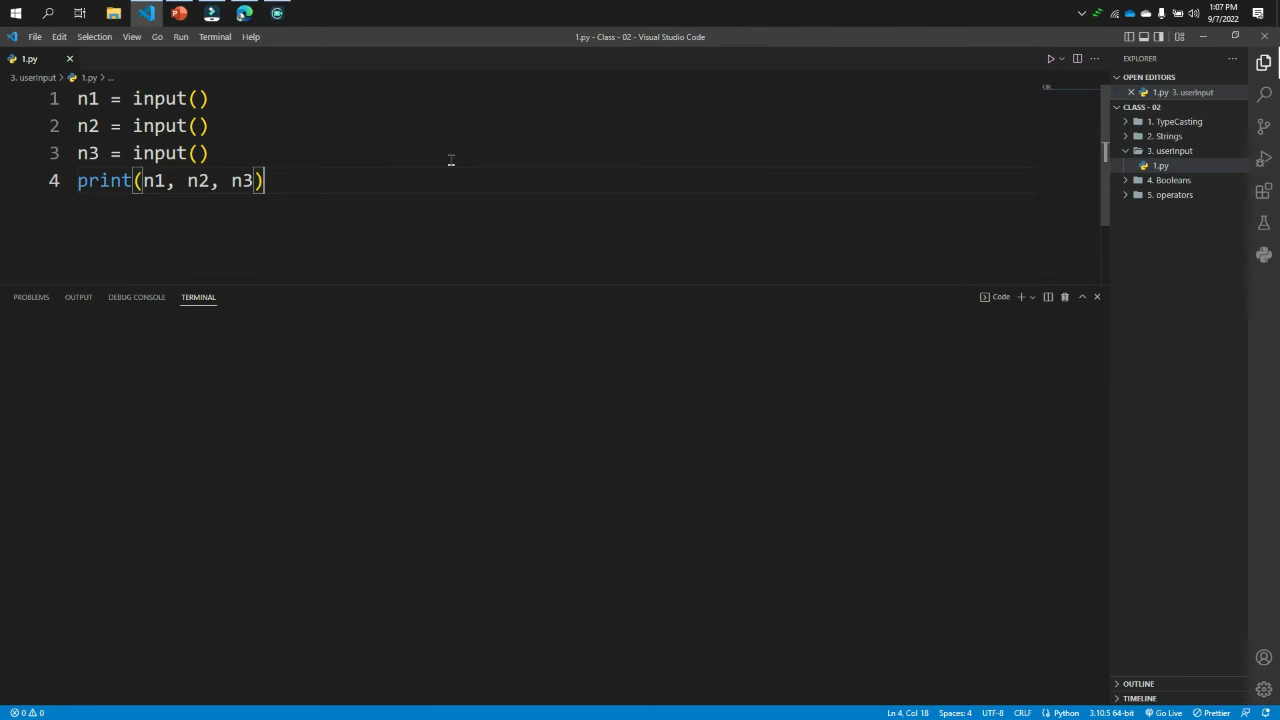 1:07 PM
9/7/2022
File Edit Selection View Go Run Terminal Help
1.py - Class - 02 - Visual Studio Code
1.py
3. userInput > 1.py > ...
1 n1 = input()
2 n2 = input()
3 n3 = input()
4 print(n1, n2, n3)
PROBLEMS OUTPUT DEBUG CONSOLE TERMINAL
Code
EXPLORER
OPEN EDITORS
1.py 3. userInput
CLASS - 02
1. TypeCasting
2. Strings
3. userInput
1.py
4. Booleans
5. operators
OUTLINE
TIMELINE
0 0
Ln 4, Col 18 Spaces: 4 UTF-8 CRLF Python 3.10.5 64-bit Go Live Prettier